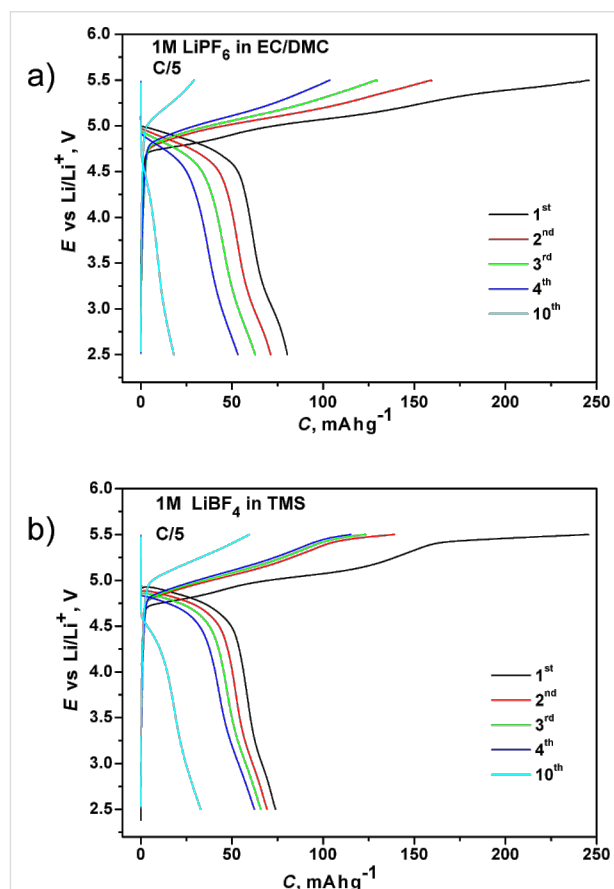 a)
1M LiPF6 in EC/DMC
C/5
6.0
5.5
5.0
4.5
4.0
3.5
3.0
2.5
E vs Li/Li+, V
1st
2nd
3rd
4th
10th
0 50 100 150 200 250
C, mAhg-1
b)
1M LiBF4 in TMS
C/5
6.0
5.5
5.0
4.5
4.0
3.5
3.0
2.5
E vs Li/Li+, V
1st
2nd
3rd
4th
10th
0 50 100 150 200 250
C, mAhg-1